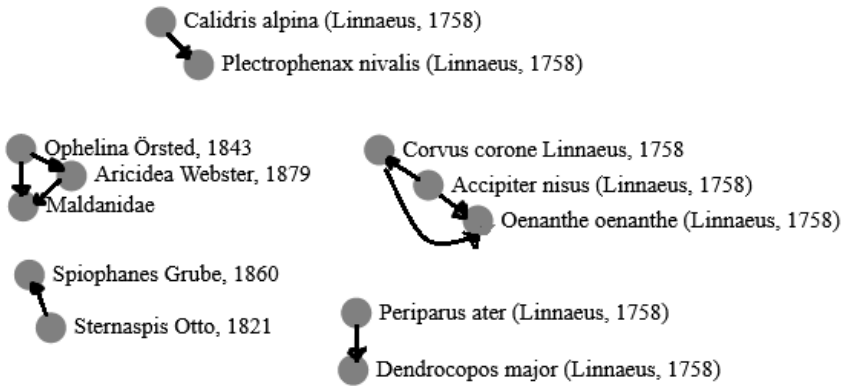 Calidris alpina (Linnaeus, 1758)
Plectrophenax nivalis (Linnaeus, 1758)
Ophelina Örsted, 1843
Aricidea Webster, 1879
Maldanidae
Corvus corone Linnaeus, 1758
Accipiter nisus (Linnaeus, 1758)
Oenanthe oenanthe (Linnaeus, 1758)
Spiophanes Grube, 1860
Sternaspis Otto, 1821
Periparus ater (Linnaeus, 1758)
Dendrocopos major (Linnaeus, 1758)